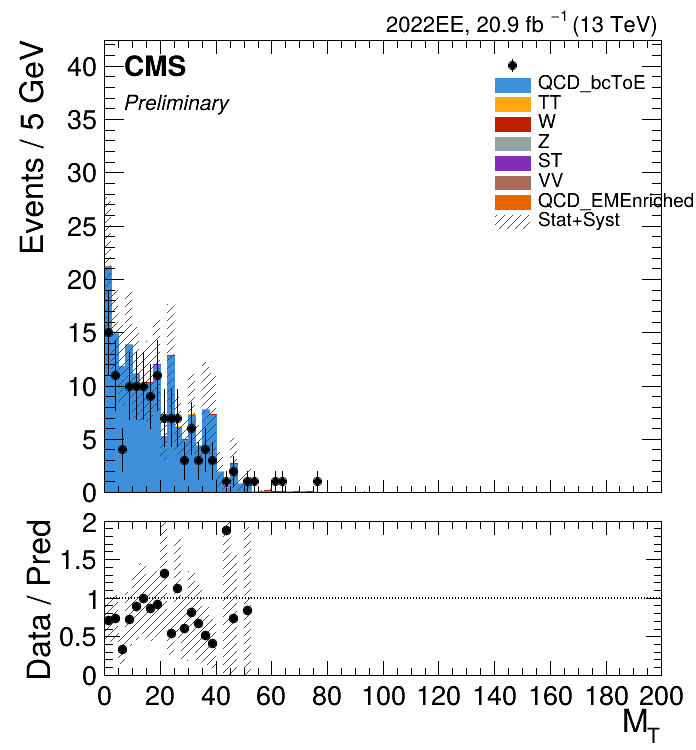 2022EE, 20.9 fb⁻¹ (13 TeV)
Events / 5 GeV
CMS
Preliminary
QCD_bcToE
TT
W
Z
ST
VV
QCD_EMEnriched
Stat+Syst
40
35
30
25
20
15
10
5
0
Data / Pred
2
1.5
1
0.5
0
0 20 40 60 80 100 120 140 160 180 200
M_T